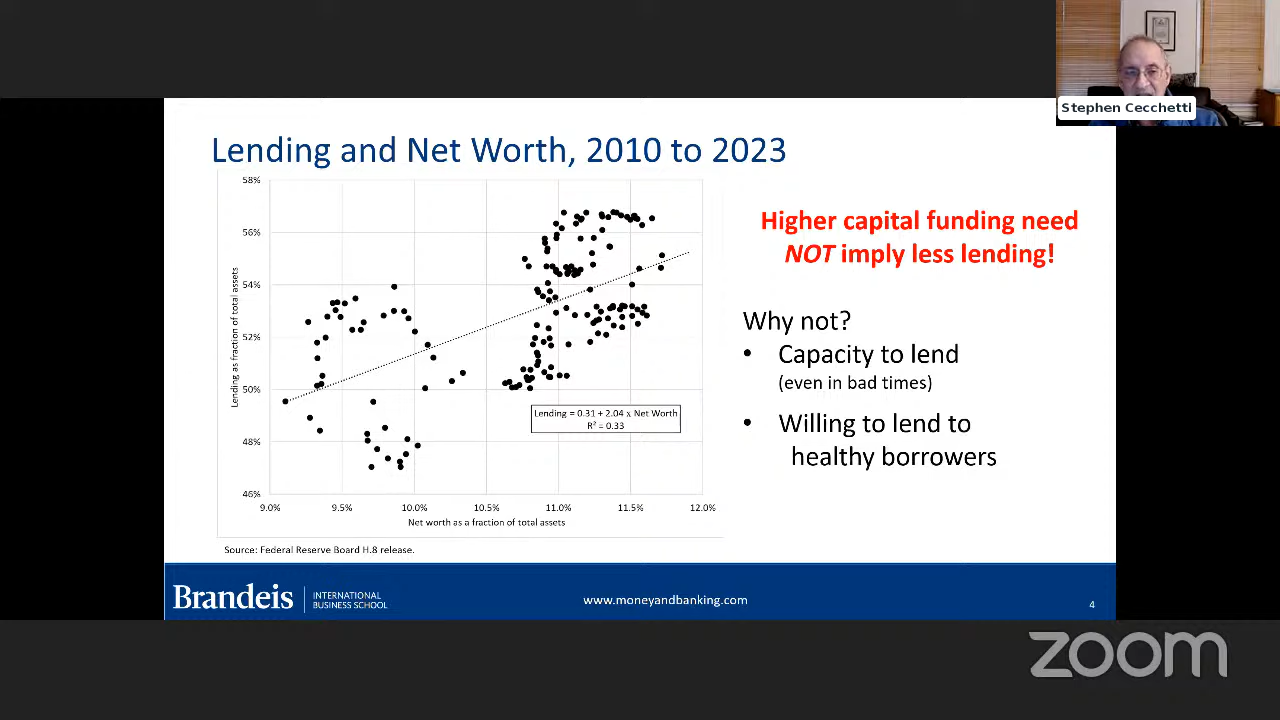 Stephen Cecchetti
Lending and Net Worth, 2010 to 2023
58%
56%
54%
52%
50%
48%
46%
Lending as fraction of total assets
Lending = 0.31 + 2.04 x Net Worth
R² = 0.33
9.0% 9.5% 10.0% 10.5% 11.0% 11.5% 12.0%
Net worth as a fraction of total assets
Source: Federal Reserve Board H.8 release.
Higher capital funding need
NOT imply less lending!
Why not?
• Capacity to lend
(even in bad times)
• Willing to lend to
healthy borrowers
Brandeis
INTERNATIONAL
BUSINESS SCHOOL
www.moneyandbanking.com
4
zoom